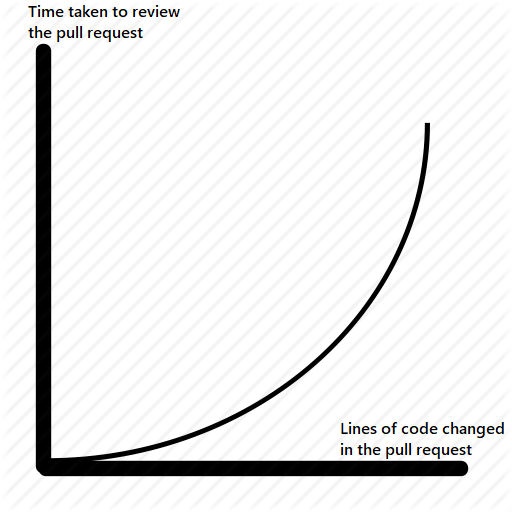 Time taken to review
the pull request
Lines of code changed
in the pull request